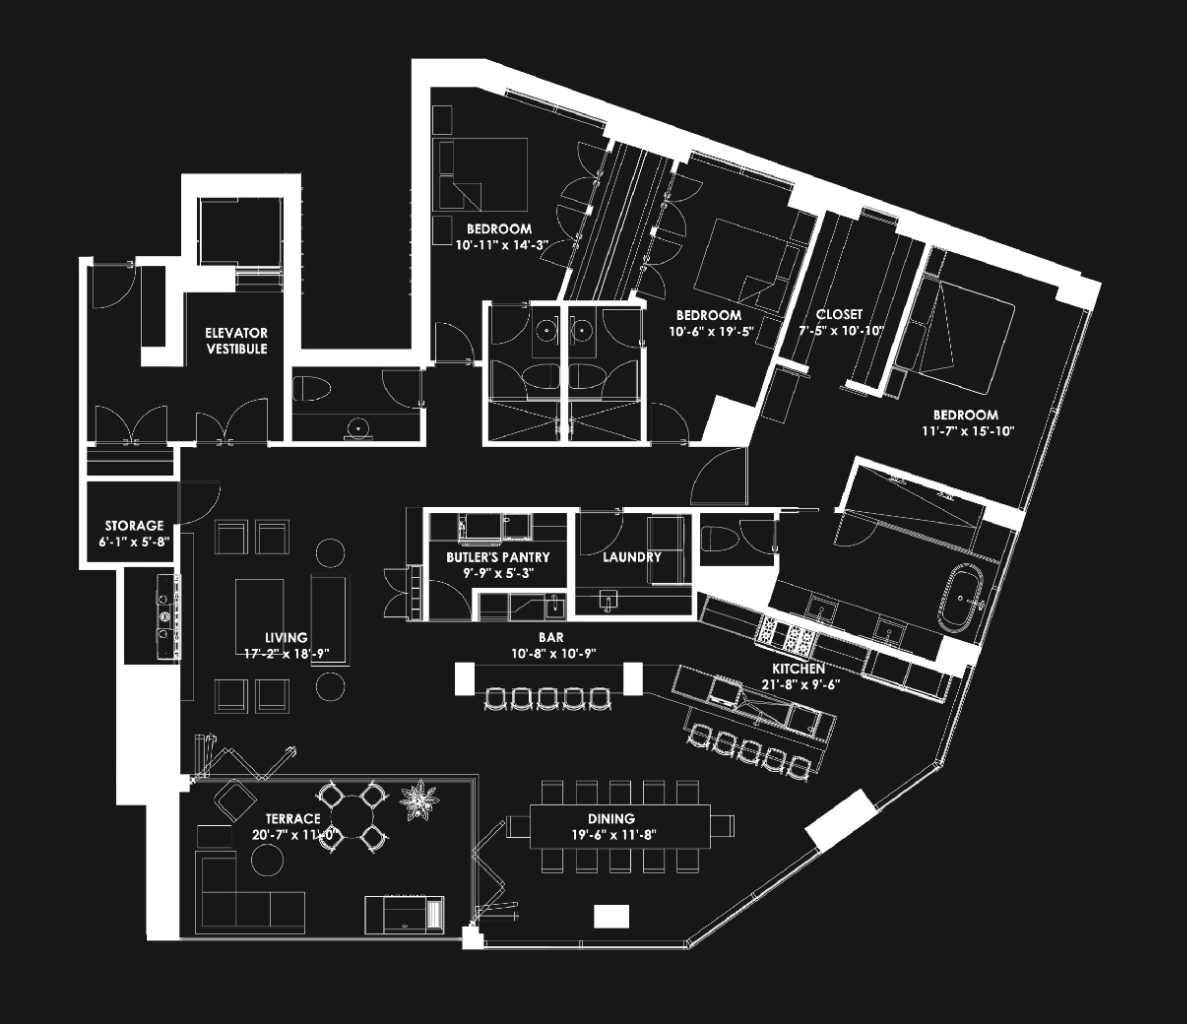 BEDROOM
10'-11" x 14'-3"
BEDROOM
10'-6" x 19'-5"
CLOSET
7'-5" x 10'-10"
ELEVATOR
VESTIBULE
BEDROOM
11'-7" x 15'-10"
STORAGE
6'-1" x 5'-8"
BUTLER'S PANTRY
9'-9" x 5'-3"
LAUNDRY
LIVING
17'-2" x 18'-9"
BAR
10'-8" x 10'-9"
KITCHEN
21'-8" x 9'-6"
TERRACE
20'-7" x 11'-0"
DINING
19'-6" x 11'-8"